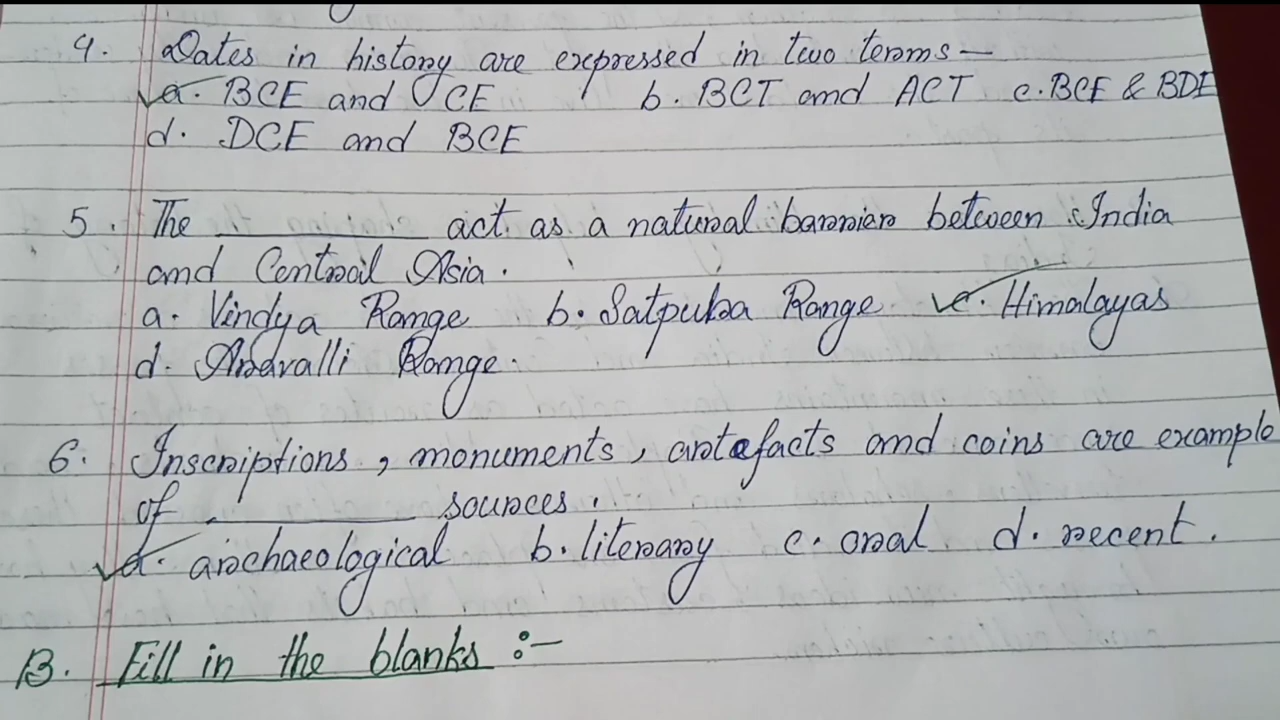 4. Dates in history are expressed in two terms—
a. BCE and CE b. BCT and ACT c. BCE & BDE
d. DCE and BCE
5. The __________ act as a natural barrier between India
and Central Asia.
a. Vindya Range b. Satpura Range c. Himalayas
d. Aravalli Range.
6. Inscriptions, monuments, artefacts and coins are example
of __________ sources.
a. archaeological b. literary c. oral d. recent.
B. Fill in the blanks :-